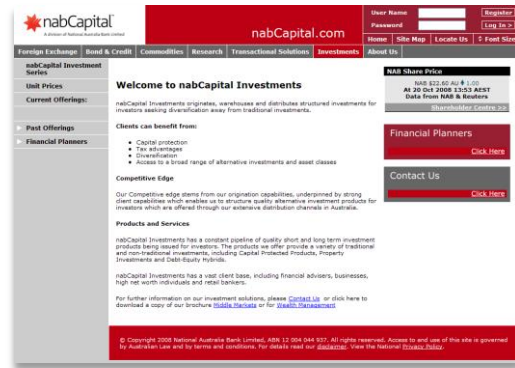 nabCapital
A division of National Australia Bank Limited
nabCapital.com
User Name
Register
Password
Log In >
Home Site Map Locate Us Font Size
Foreign Exchange Bond & Credit Commodities Research Transactional Solutions Investments About Us
nabCapital Investment
Series
Unit Prices
Current Offerings:
Past Offerings
Financial Planners
Welcome to nabCapital Investments
nabCapital Investments originates, warehouses and distributes structured investments for
investors seeking diversification away from traditional investments.
Clients can benefit from:
• Capital protection
• Tax advantages
• Diversification
• Access to a broad range of alternative investments and asset classes
Competitive Edge
Our Competitive edge stems from our origination capabilities, underpinned by strong
client capabilities which enables us to structure quality alternative investment products for
investors which are offered through our extensive distribution channels in Australia.
Products and Services
nabCapital Investments has a constant pipeline of quality short and long term investment
products being issued for investors. The products we offer provide a variety of traditional
and non-traditional investments, including Capital Protected Products, Property
Investments and Debt-Equity Hybrids.
nabCapital Investments has a vast client base, including financial advisers, businesses,
high net worth individuals and retail bankers.
For further information on our investment solutions, please Contact Us or click here to
download a copy of our brochure Middle Markets or for Wealth Management
NAB Share Price
NAB $22.60 AU 1.00
At 20 Oct 2008 13:53 AEST
Data from NAB & Reuters
Shareholder Centre >>
Financial Planners
Click Here
Contact Us
Click Here
© Copyright 2008 National Australia Bank Limited, ABN 12 004 044 937. All rights reserved. Access to and use of this site is governed
by Australian Law and by terms and conditions. For details read our disclaimer. View the National Privacy Policy.